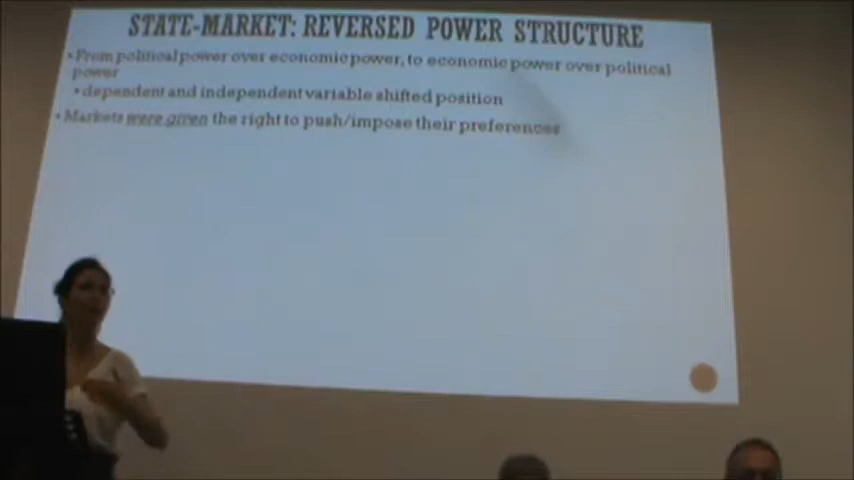 STATE-MARKET: REVERSED POWER STRUCTURE
• From political power over economic power, to economic power over political
power
• dependent and independent variable shifted position
• Markets were given the right to push/impose their preferences